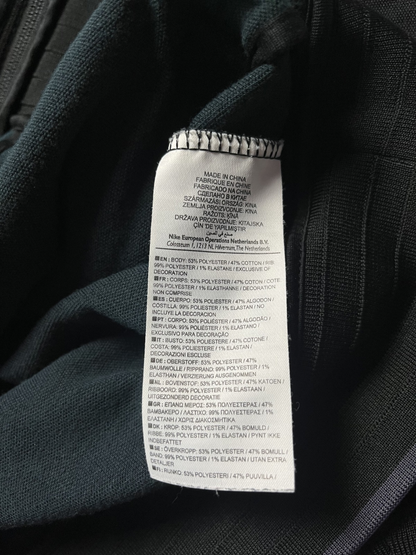 MADE IN CHINA
FABRIQUE EN CHINE
FABRICADO NA CHINA
СДЕЛАНО В КИТАЕ
SZÁRMAZÁSI ORSZÁG: KÍNA
ZEMLJA PROIZVODNJE: KITAJSKA
RAŽOTS: ĶĪNĀ
DRŽAVA PROIZVODNJE: KINA
ÇİN'DE YAPILMIŞTIR
صنع في الصين
Nike European Operations Netherlands B.V.
Colosseum 1, 1213 NL Hilversum, The Netherlands
EN : BODY: 53% POLYESTER / 47% COTTON / RIB:
99% POLYESTER / 1% ELASTANE / EXCLUSIVE OF
DECORATION
FR : CORPS: 53% POLYESTER / 47% COTON / COTE:
99% POLYESTER / 1% ELASTHANNE / DECORATION
NON COMPRISE
ES : CUERPO: 53% POLIÉSTER / 47% ALGODÓN /
COSTILLA: 99% POLIÉSTER / 1% ELASTANO / NO
INCLUYE LA DECORACIÓN
PT : CORPO: 53% POLIÉSTER / 47% ALGODÃO /
NERVURA: 99% POLIÉSTER / 1% ELASTANO /
EXCLUSIVO PARA DECORAÇÃO
IT : BUSTO: 53% POLIESTERE / 47% COTONE /
COSTA: 99% POLIESTERE / 1% ELASTAN /
DECORAZIONI ESCLUSE
DE : OBERSTOFF: 53% POLYESTER / 47%
BAUMWOLLE / RIPPRAND: 99% POLYESTER / 1%
ELASTHAN / VERZIERUNG AUSGENOMMEN
NL : BOVENSTOF: 53% POLYESTER / 47% KATOEN /
RIBBOORD: 99% POLYESTER / 1% ELASTAAN /
UITGEZONDERD DECORATIE
GR : ΕΠΑΝΩ ΜΕΡΟΣ: 53% ΠΟΛΥΕΣΤΕΡΑΣ / 47%
ΒΑΜΒΑΚΕΡΟ / ΛΑΣΤΙΧΟ: 99% ΠΟΛΥΕΣΤΕΡΑΣ / 1%
ΕΛΑΣΤΑΝΗ / ΧΩΡΙΣ ΔΙΑΚΟΣΜΗΤΙΚΑ
DK : KROP: 53% POLYESTER / 47% BOMULD /
RIBBE: 99% POLYESTER / 1% ELASTAN / PYNT IKKE
INDBEFATTET
SE : ÖVERKROPP: 53% POLYESTER / 47% BOMULL /
BAND: 99% POLYESTER / 1% ELASTAN / UTAN EXTRA
DETALJER
FI : RUNKO: 53% POLYESTERI / 47% PUUVILLA /